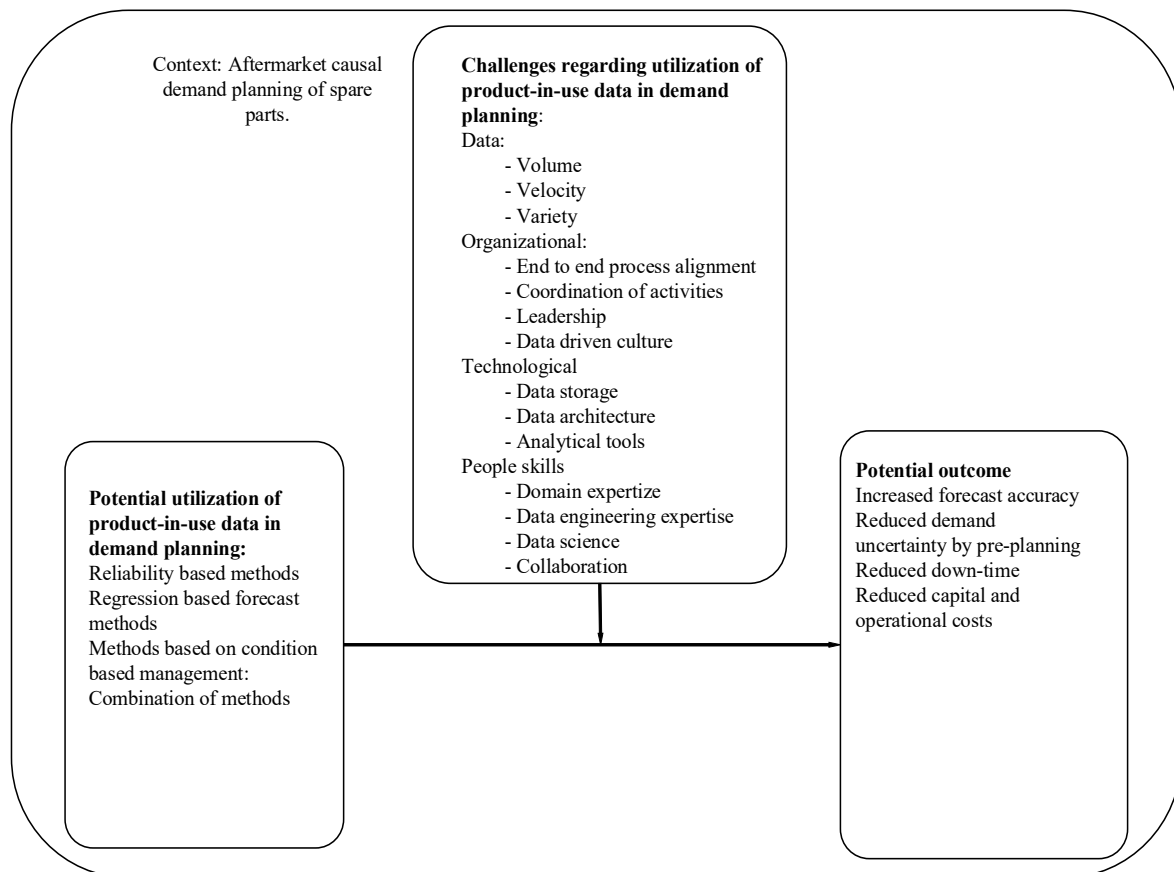 Context: Aftermarket causal
demand planning of spare
parts.
Challenges regarding utilization of
product-in-use data in demand
planning:
Data:
- Volume
- Velocity
- Variety
Organizational:
- End to end process alignment
- Coordination of activities
- Leadership
- Data driven culture
Technological
- Data storage
- Data architecture
- Analytical tools
People skills
- Domain expertize
- Data engineering expertise
- Data science
- Collaboration
Potential utilization of
product-in-use data in
demand planning:
Reliability based methods
Regression based forecast
methods
Methods based on condition
based management:
Combination of methods
Potential outcome
Increased forecast accuracy
Reduced demand
uncertainty by pre-planning
Reduced down-time
Reduced capital and
operational costs